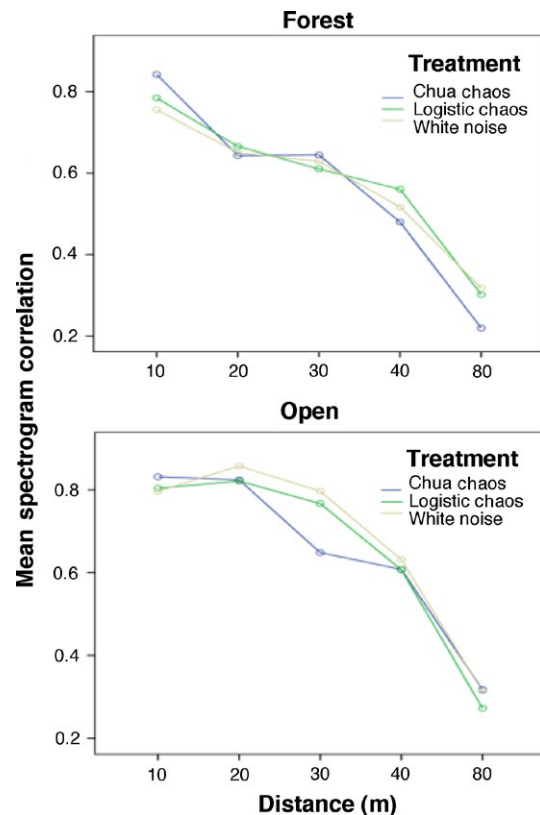 Forest
Treatment
Chua chaos
Logistic chaos
White noise
0.8
0.6
0.4
0.2
10 20 30 40 80
Mean spectrogram correlation
Open
Treatment
Chua chaos
Logistic chaos
White noise
0.8
0.6
0.4
0.2
10 20 30 40 80
Distance (m)